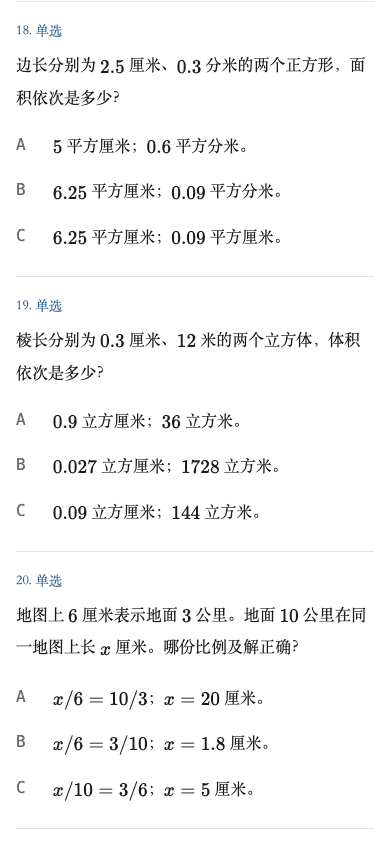 18. 单选
边长分别为 2.5 厘米、0.3 分米的两个正方形，面
积依次是多少?
A 5 平方厘米；0.6 平方分米。
B 6.25 平方厘米；0.09 平方分米。
C 6.25 平方厘米；0.09 平方厘米。
19. 单选
棱长分别为 0.3 厘米、12 米的两个立方体，体积
依次是多少?
A 0.9 立方厘米；36 立方米。
B 0.027 立方厘米；1728 立方米。
C 0.09 立方厘米；144 立方米。
20. 单选
地图上 6 厘米表示地面 3 公里。地面 10 公里在同
一地图上长 x 厘米。哪份比例及解正确?
A x/6 = 10/3；x = 20 厘米。
B x/6 = 3/10；x = 1.8 厘米。
C x/10 = 3/6；x = 5 厘米。